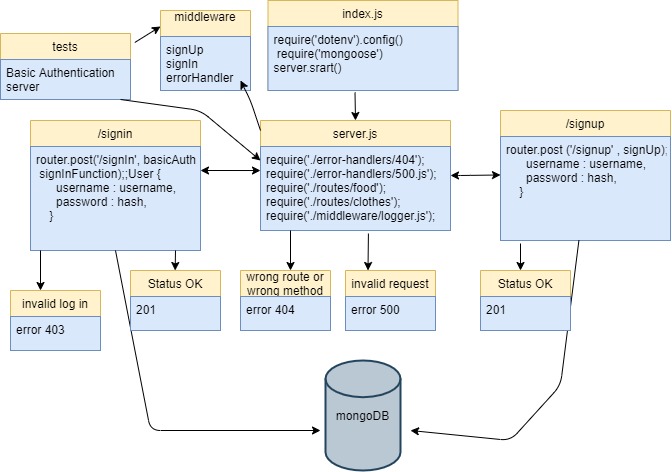 middleware
signUp
signIn
errorHandler
index.js
require('dotenv').config()
require('mongoose')
server.srart()
tests
Basic Authentication
server
/signin
router.post('/signIn', basicAuth
signInFunction);;User {
username : username,
password : hash,
}
server.js
require('./error-handlers/404');
require('./error-handlers/500.js');
require('./routes/food');
require('./routes/clothes');
require('./middleware/logger.js');
/signup
router.post ('/signup' , signUp);
username : username,
password : hash,
}
invalid log in
error 403
Status OK
201
wrong route or
wrong method
error 404
invalid request
error 500
Status OK
201
mongoDB